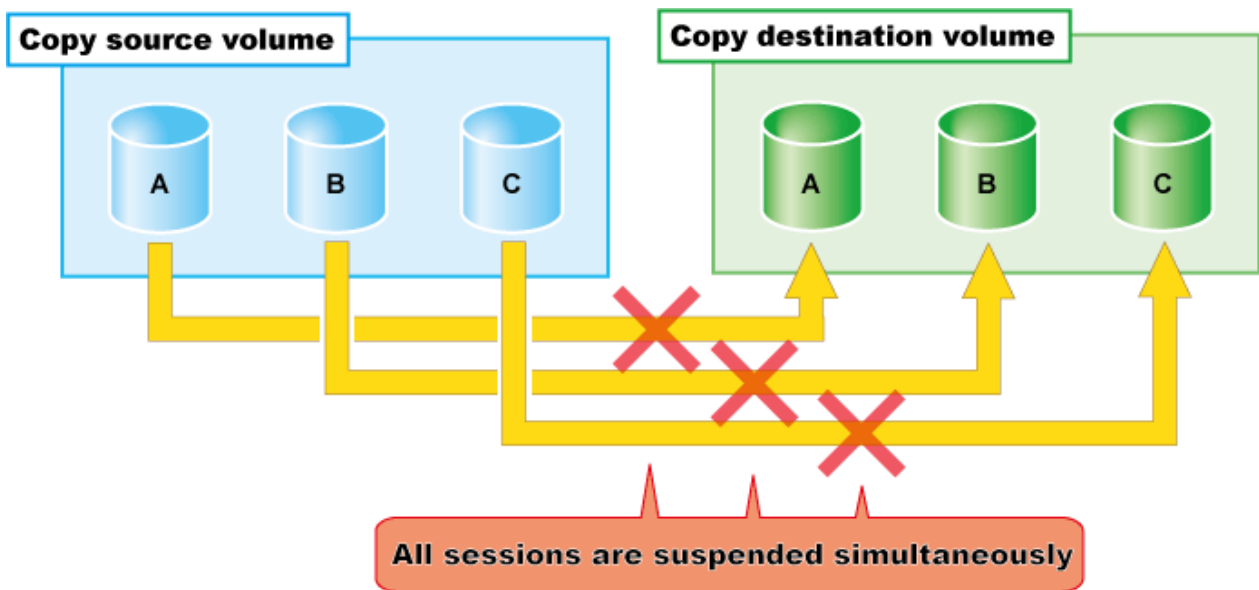 Copy source volume
Copy destination volume
A
B
C
A
B
C
All sessions are suspended simultaneously